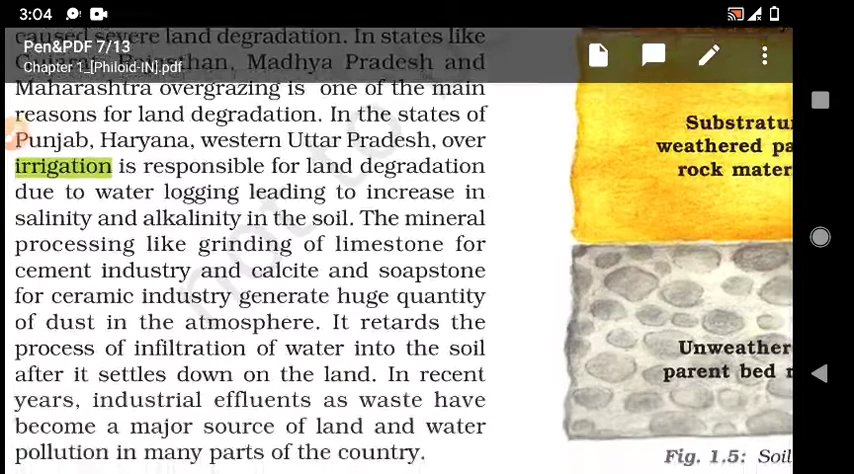 3:04
Pen&PDF 7/13
Chapter 1_[Philoid-IN].pdf
caused severe land degradation. In states like
Gujarat, Rajasthan, Madhya Pradesh and
Maharashtra overgrazing is one of the main
reasons for land degradation. In the states of
Punjab, Haryana, western Uttar Pradesh, over
irrigation is responsible for land degradation
due to water logging leading to increase in
salinity and alkalinity in the soil. The mineral
processing like grinding of limestone for
cement industry and calcite and soapstone
for ceramic industry generate huge quantity
of dust in the atmosphere. It retards the
process of infiltration of water into the soil
after it settles down on the land. In recent
years, industrial effluents as waste have
become a major source of land and water
pollution in many parts of the country.
Substratu
weathered pa
rock mater
Unweather
parent bed
Fig. 1.5: Soil
not to